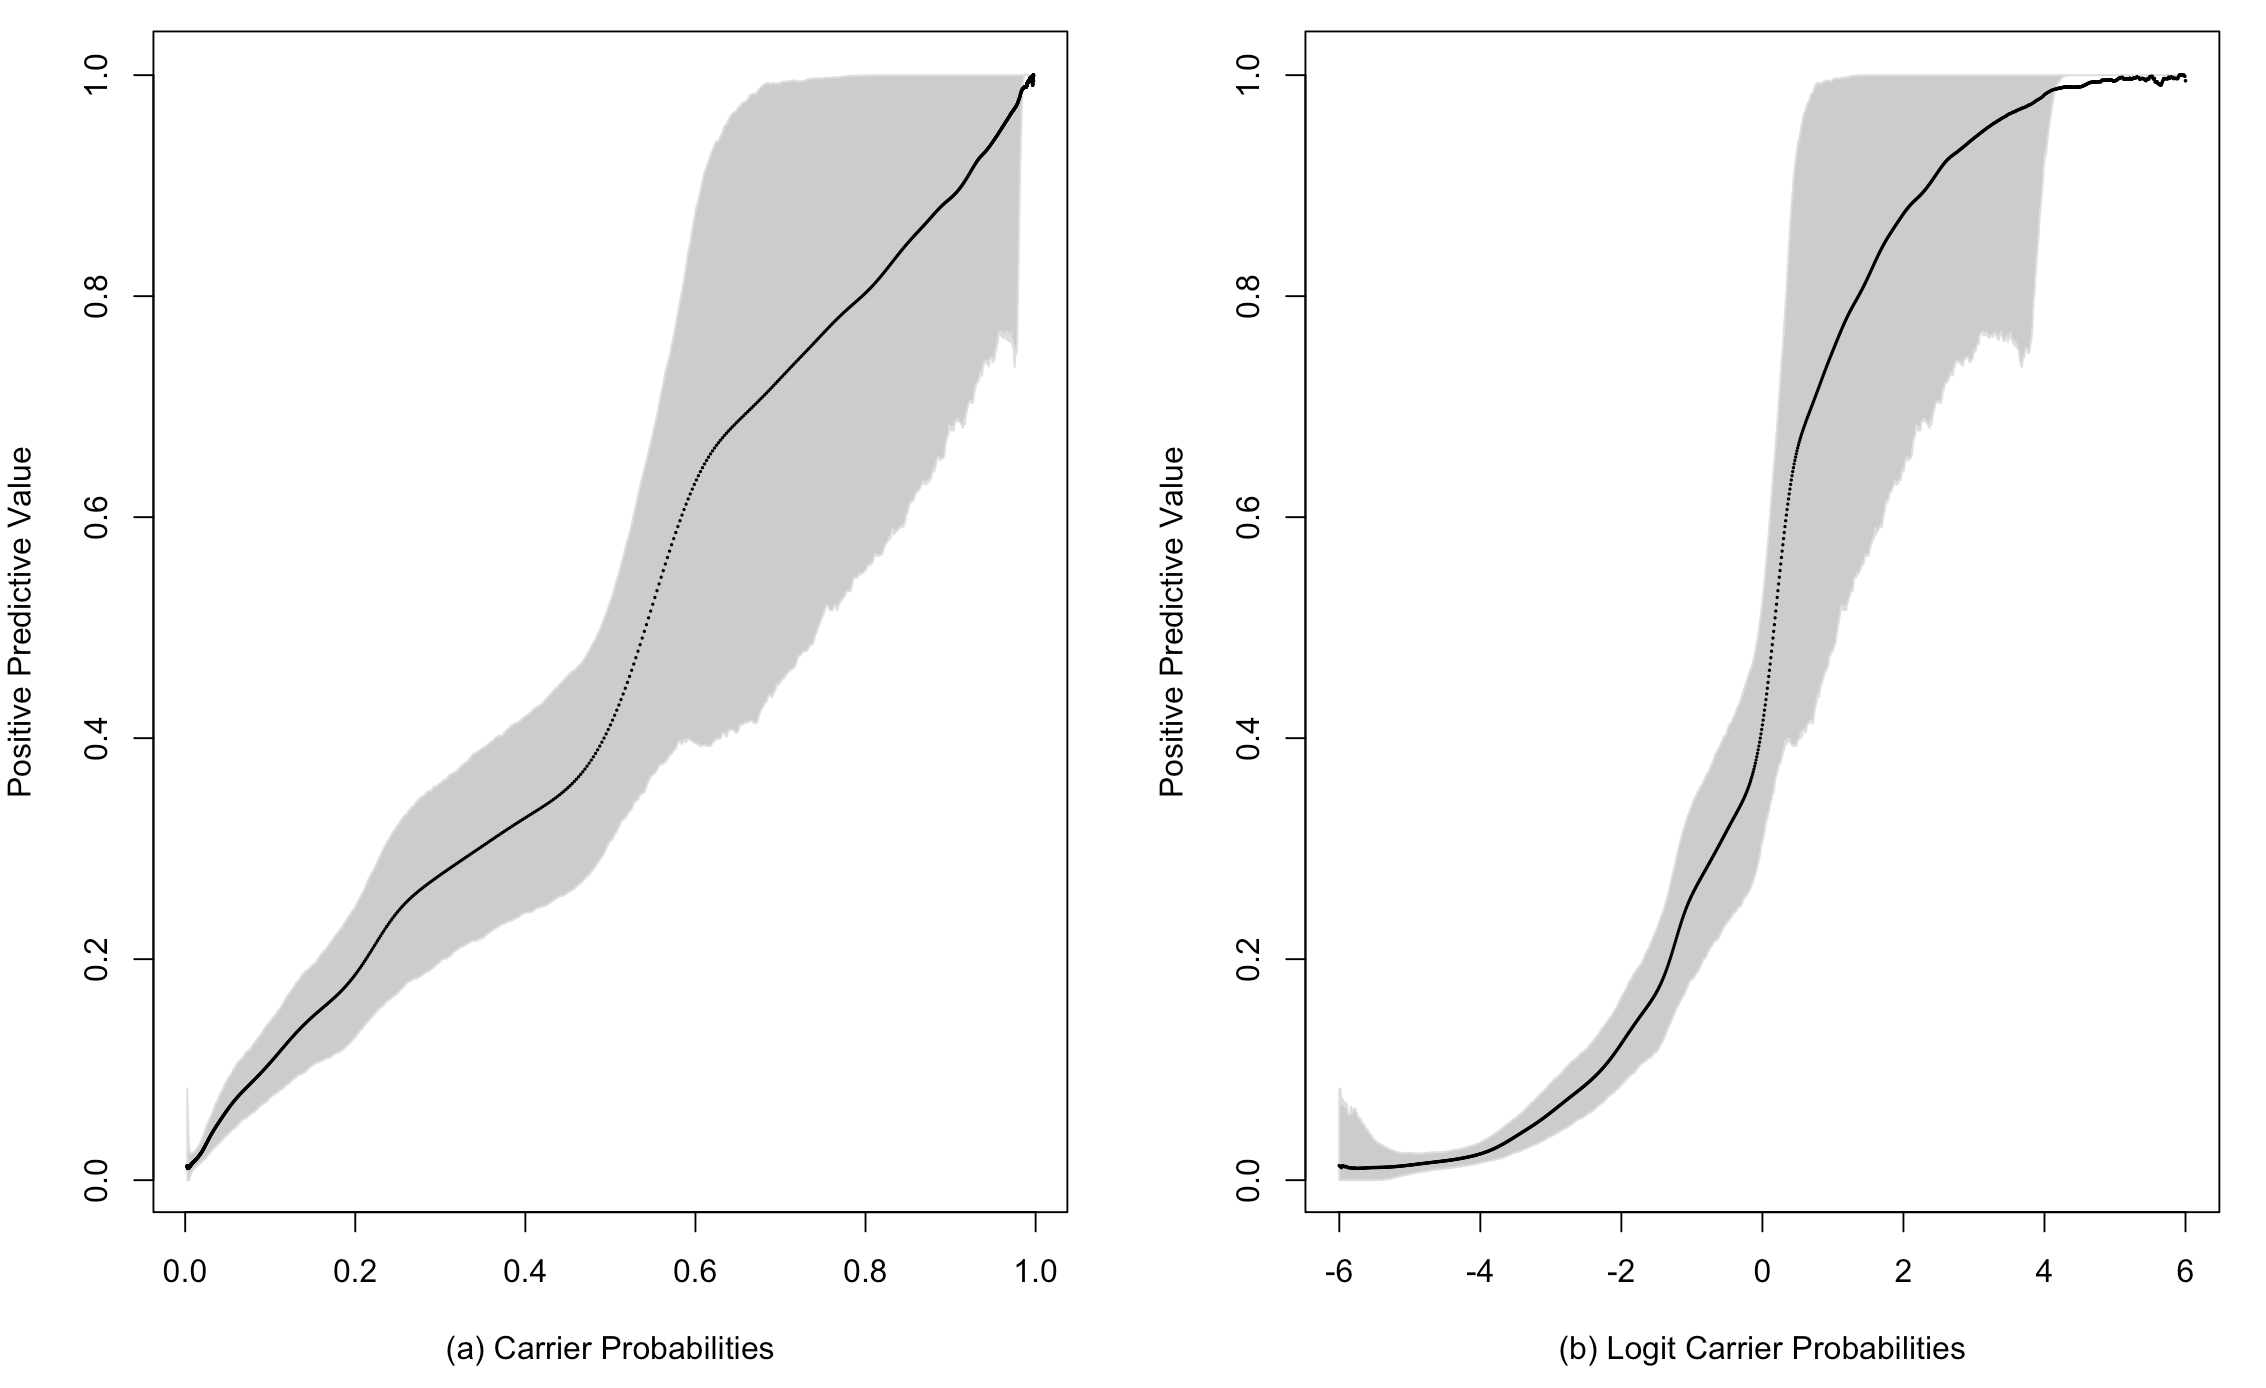 Positive Predictive Value
1.0
0.8
0.6
0.4
0.2
0.0
0.0 0.2 0.4 0.6 0.8 1.0
(a) Carrier Probabilities
Positive Predictive Value
1.0
0.8
0.6
0.4
0.2
0.0
-6 -4 -2 0 2 4 6
(b) Logit Carrier Probabilities